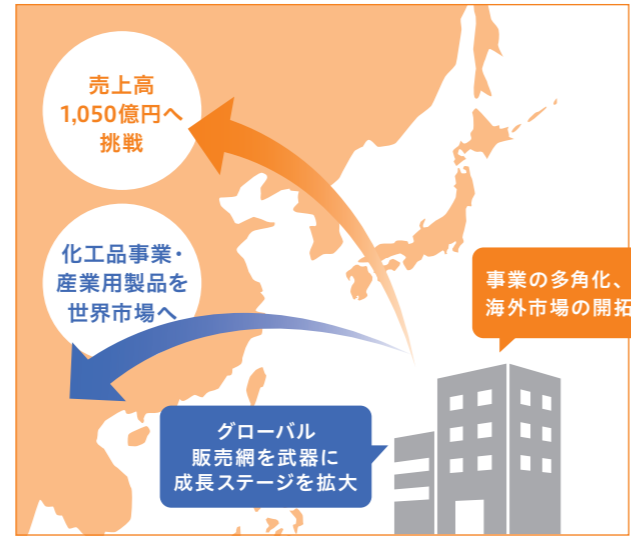 売上高
1,050億円へ
挑戦
化工品事業・
産業用製品を
世界市場へ
事業の多角化、
海外市場の開拓
グローバル
販売網を武器に
成長ステージを拡大